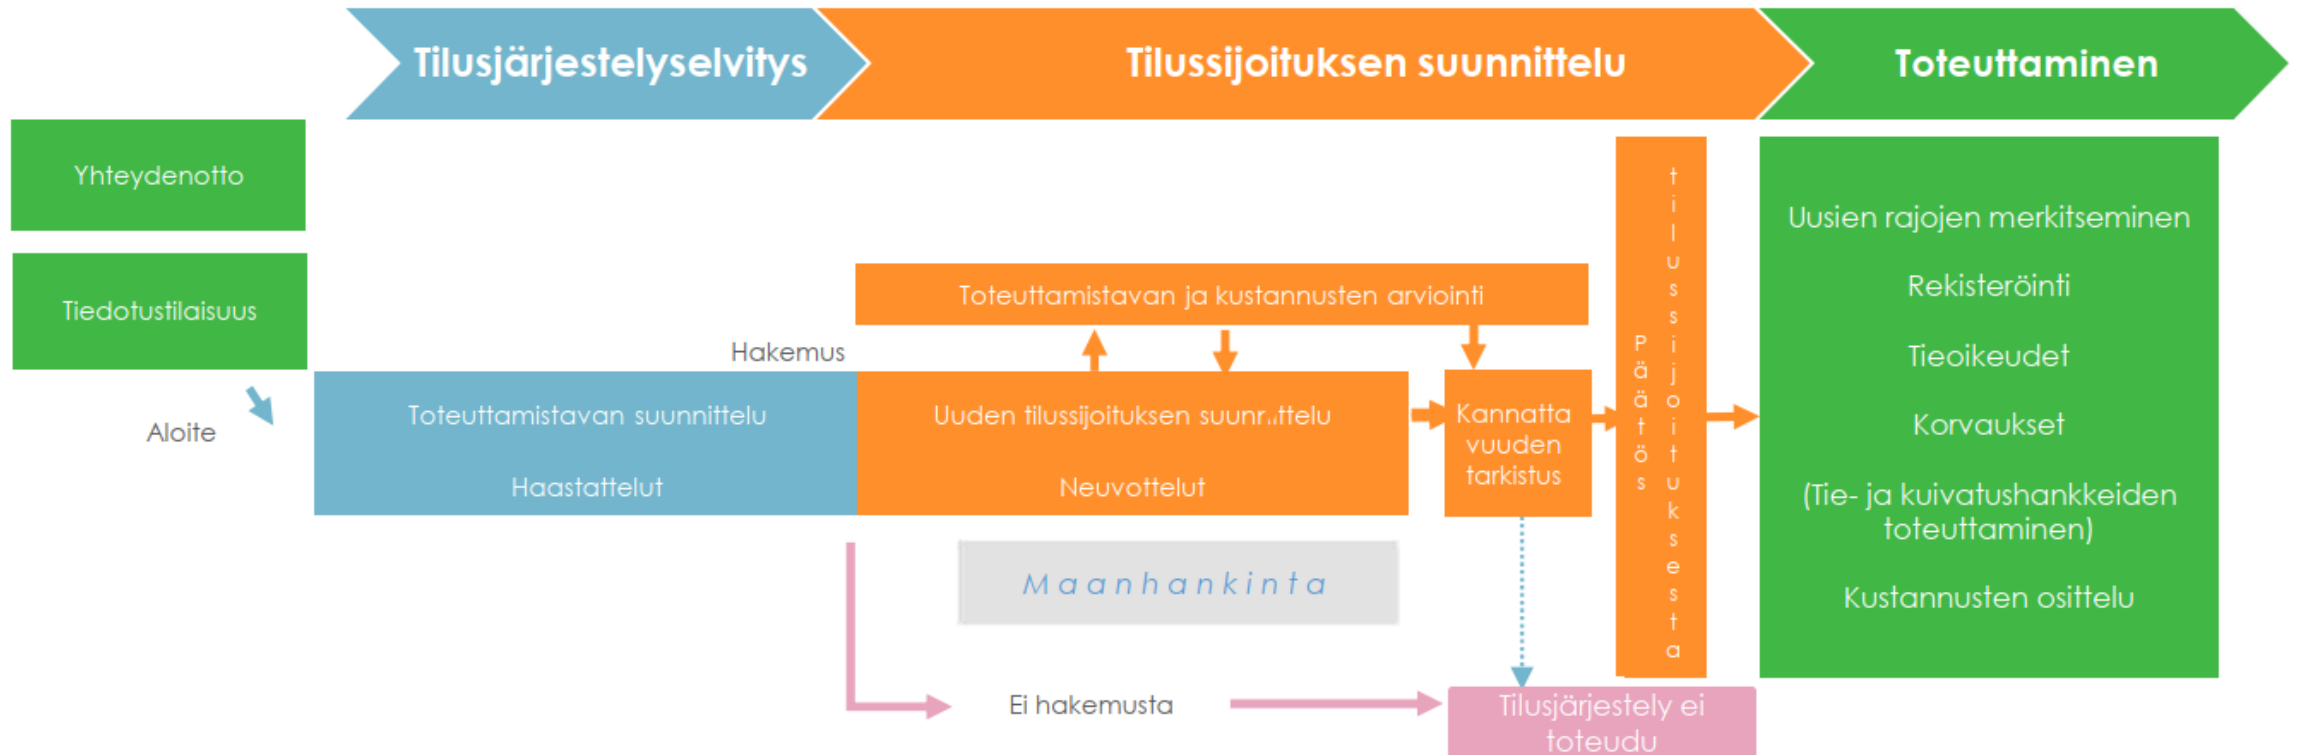 Tilusjärjestelyselvitys
Tilussijoituksen suunnittelu
Toteuttaminen
Yhteydenotto
Tiedotustilaisuus
Aloite
Hakemus
Toteuttamistavan suunnittelu
Haastattelut
Toteuttamistavan ja kustannusten arviointi
Uuden tilussijoituksen suunnittelu
Neuvottelut
Maanhankinta
Ei hakemusta
Kannatta
vuuden
tarkistus
Tilusjärjestely ei
toteudu
Päätös
tilussijoituksesta
Uusien rajojen merkitseminen
Rekisteröinti
Tieoikeudet
Korvaukset
(Tie- ja kuivatushankkeiden
toteuttaminen)
Kustannusten osittelu